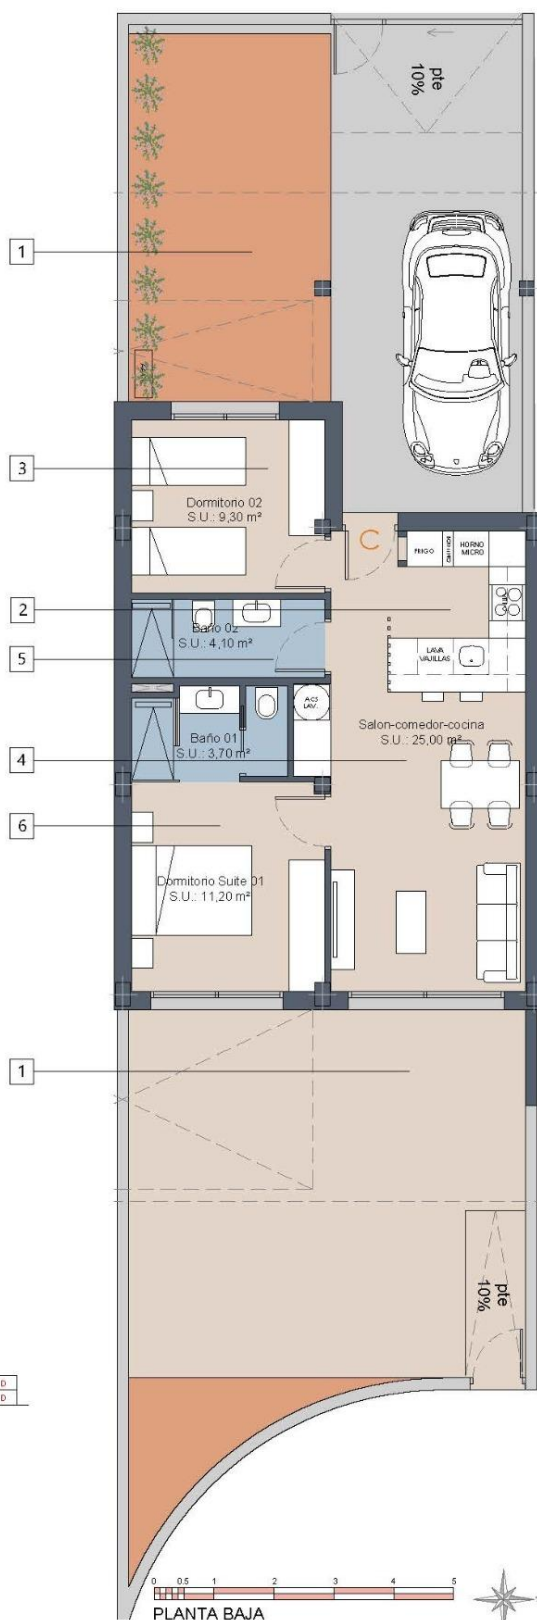 pte
10%
1
3
Dormitorio 02
S.U.: 9,30 m²
C
FRIGO
HORNO
MICRO
2
Baño 02
S.U.: 4,10 m²
LAVA
VAJILLAS
5
ACS
LAV.
Salon-comedor-cocina
S.U.: 25,00 m²
Baño 01
S.U.: 3,70 m²
4
6
Dormitorio Suite 01
S.U.: 11,20 m²
1
pte
10%
D
D
0 0.5 1 2 3 4 5
PLANTA BAJA